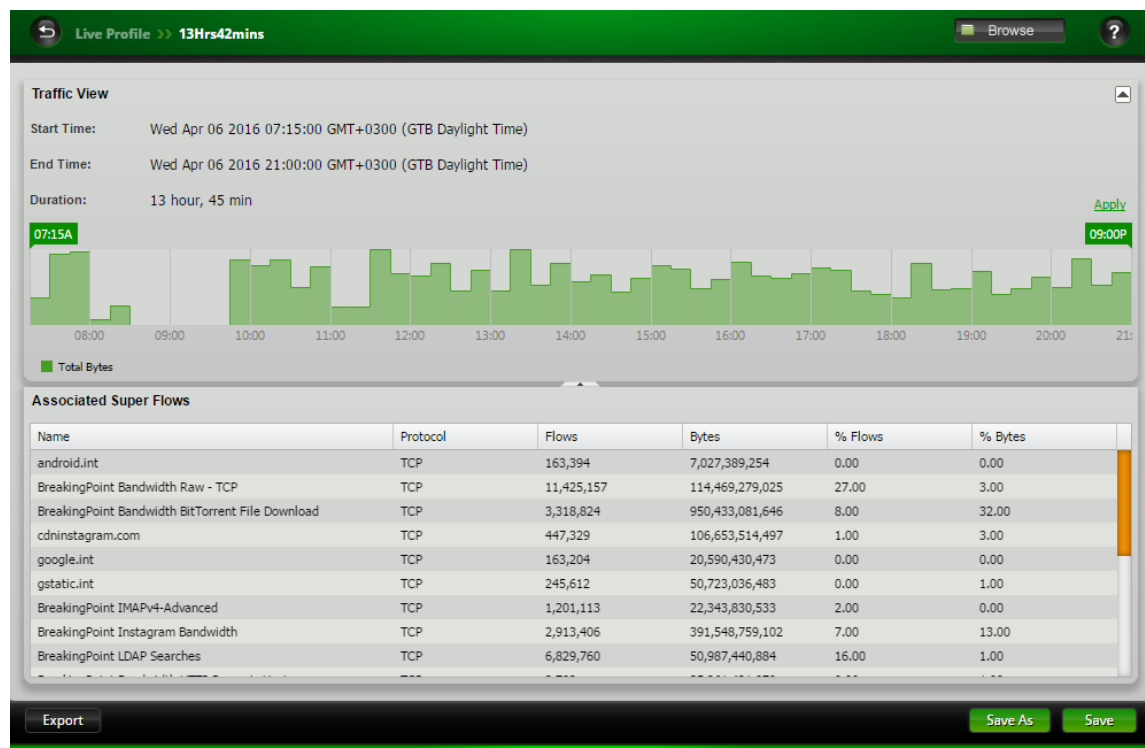 Live Profile >> 13Hrs42mins
Browse
?
Traffic View
Start Time: Wed Apr 06 2016 07:15:00 GMT+0300 (GTB Daylight Time)
End Time: Wed Apr 06 2016 21:00:00 GMT+0300 (GTB Daylight Time)
Duration: 13 hour, 45 min
Apply
07:15A 09:00P
08:00 09:00 10:00 11:00 12:00 13:00 14:00 15:00 16:00 17:00 18:00 19:00 20:00 21:
Total Bytes
Associated Super Flows
Name Protocol Flows Bytes % Flows % Bytes
android.int TCP 163,394 7,027,389,254 0.00 0.00
BreakingPoint Bandwidth Raw - TCP TCP 11,425,157 114,469,279,025 27.00 3.00
BreakingPoint Bandwidth BitTorrent File Download TCP 3,318,824 950,433,081,646 8.00 32.00
cdninstagram.com TCP 447,329 106,653,514,497 1.00 3.00
google.int TCP 163,204 20,590,430,473 0.00 0.00
gstatic.int TCP 245,612 50,723,036,483 0.00 1.00
BreakingPoint IMAPv4-Advanced TCP 1,201,113 22,343,830,533 2.00 0.00
BreakingPoint Instagram Bandwidth TCP 2,913,406 391,548,759,102 7.00 13.00
BreakingPoint LDAP Searches TCP 6,829,760 50,987,440,884 16.00 1.00
Export
Save As
Save